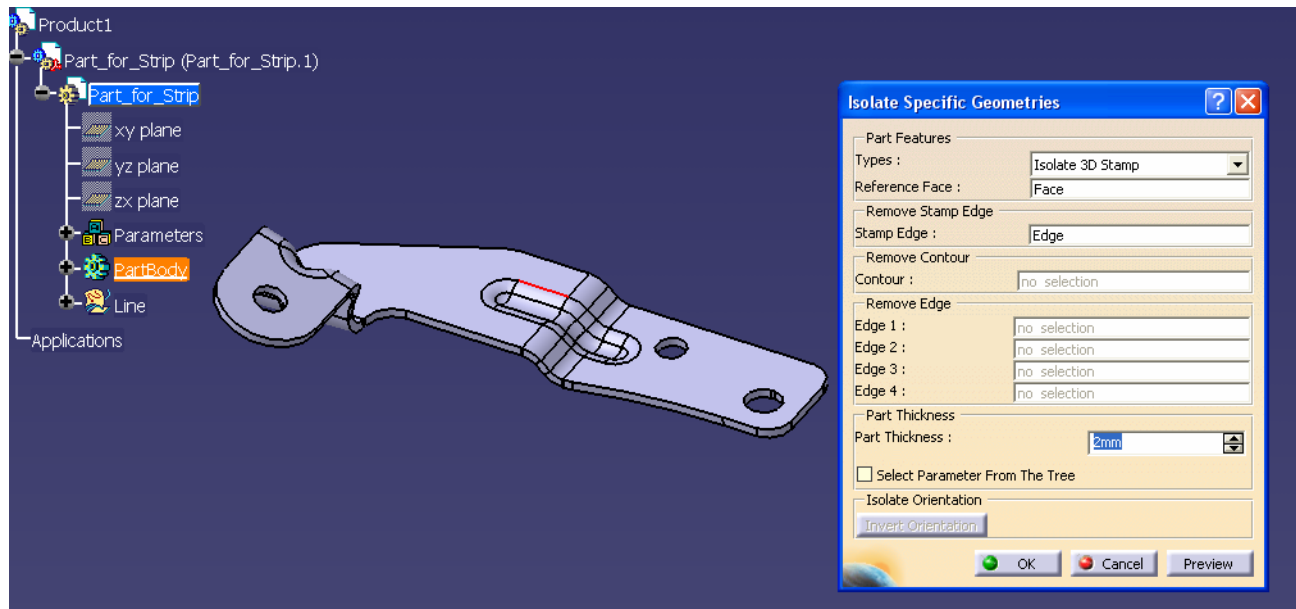 Product1
Part_for_Strip (Part_for_Strip.1)
Part_for_Strip
xy plane
yz plane
zx plane
Parameters
PartBody
Line
Applications
Isolate Specific Geometries
Part Features
Types :
Isolate 3D Stamp
Reference Face :
Face
Remove Stamp Edge
Stamp Edge :
Edge
Remove Contour
Contour :
no selection
Remove Edge
Edge 1 :
no selection
Edge 2 :
no selection
Edge 3 :
no selection
Edge 4 :
no selection
Part Thickness
Part Thickness :
2mm
Select Parameter From The Tree
Isolate Orientation
Invert Orientation
OK
Cancel
Preview